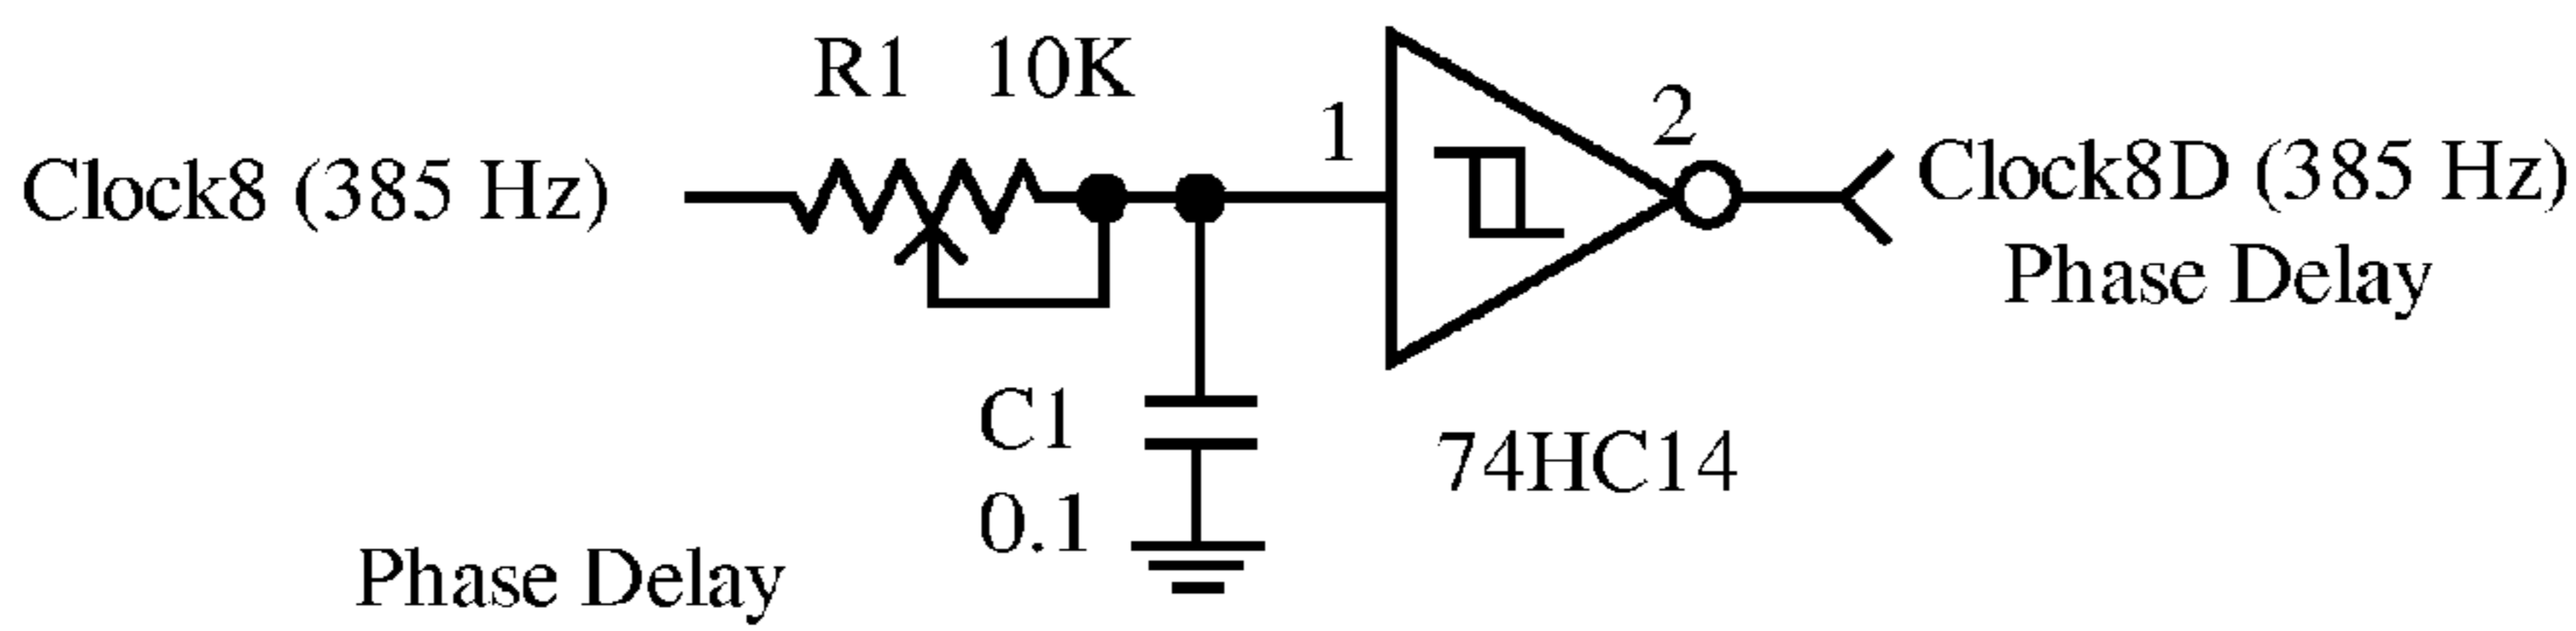 R1 10K
1
2
Clock8 (385 Hz)
Clock8D (385 Hz)
Phase Delay
C1
0.1
74HC14
Phase Delay